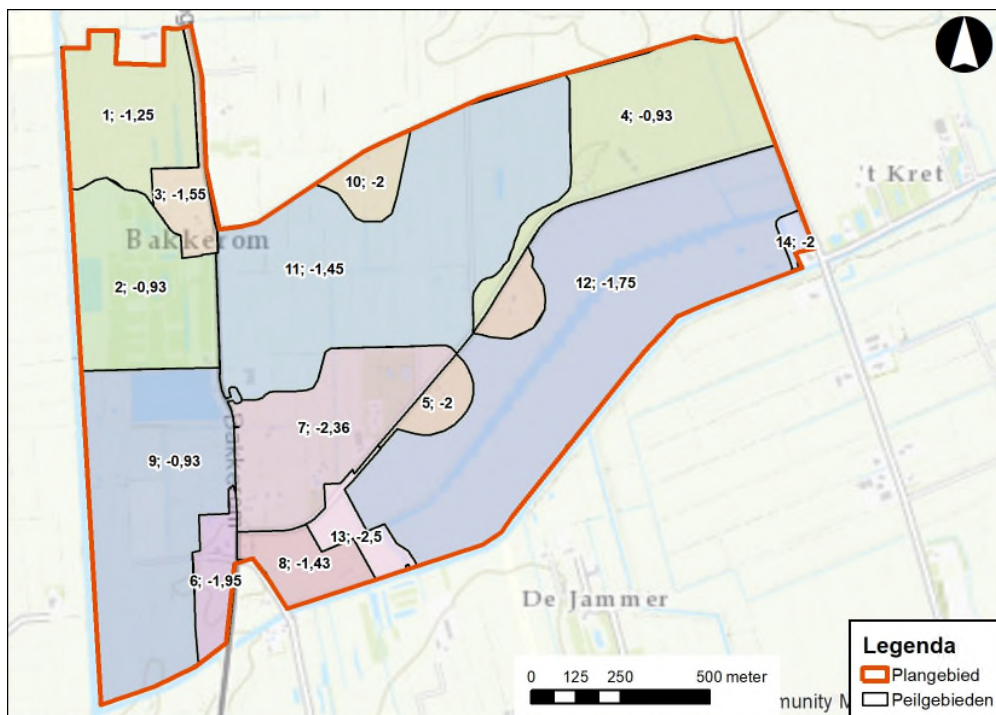 1; -1,25
4; -0,93
3; -1,55
10; -2
't Kret
Bakkerom
11; -1,45
14; -2
2; -0,93
12; -1,75
5; -2
7; -2,36
Bakkerom
9; -0,93
13; -2,5
8; -1,43
6; -1,95
De Jammer
Legenda
Plangebied
Peilgebieden
0 125 250 500 meter
munity M